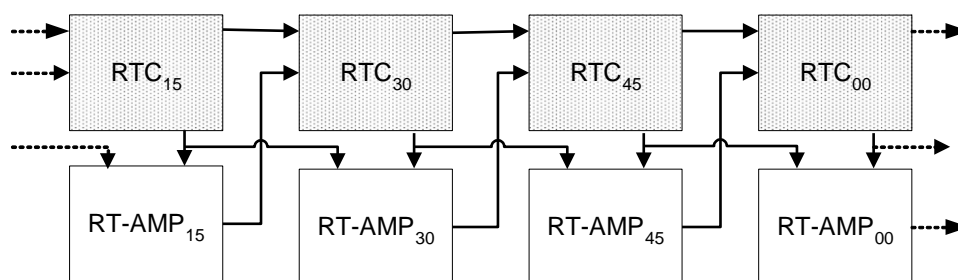 RTC₁₅ RTC₃₀ RTC₄₅ RTC₀₀
RT-AMP₁₅ RT-AMP₃₀ RT-AMP₄₅ RT-AMP₀₀